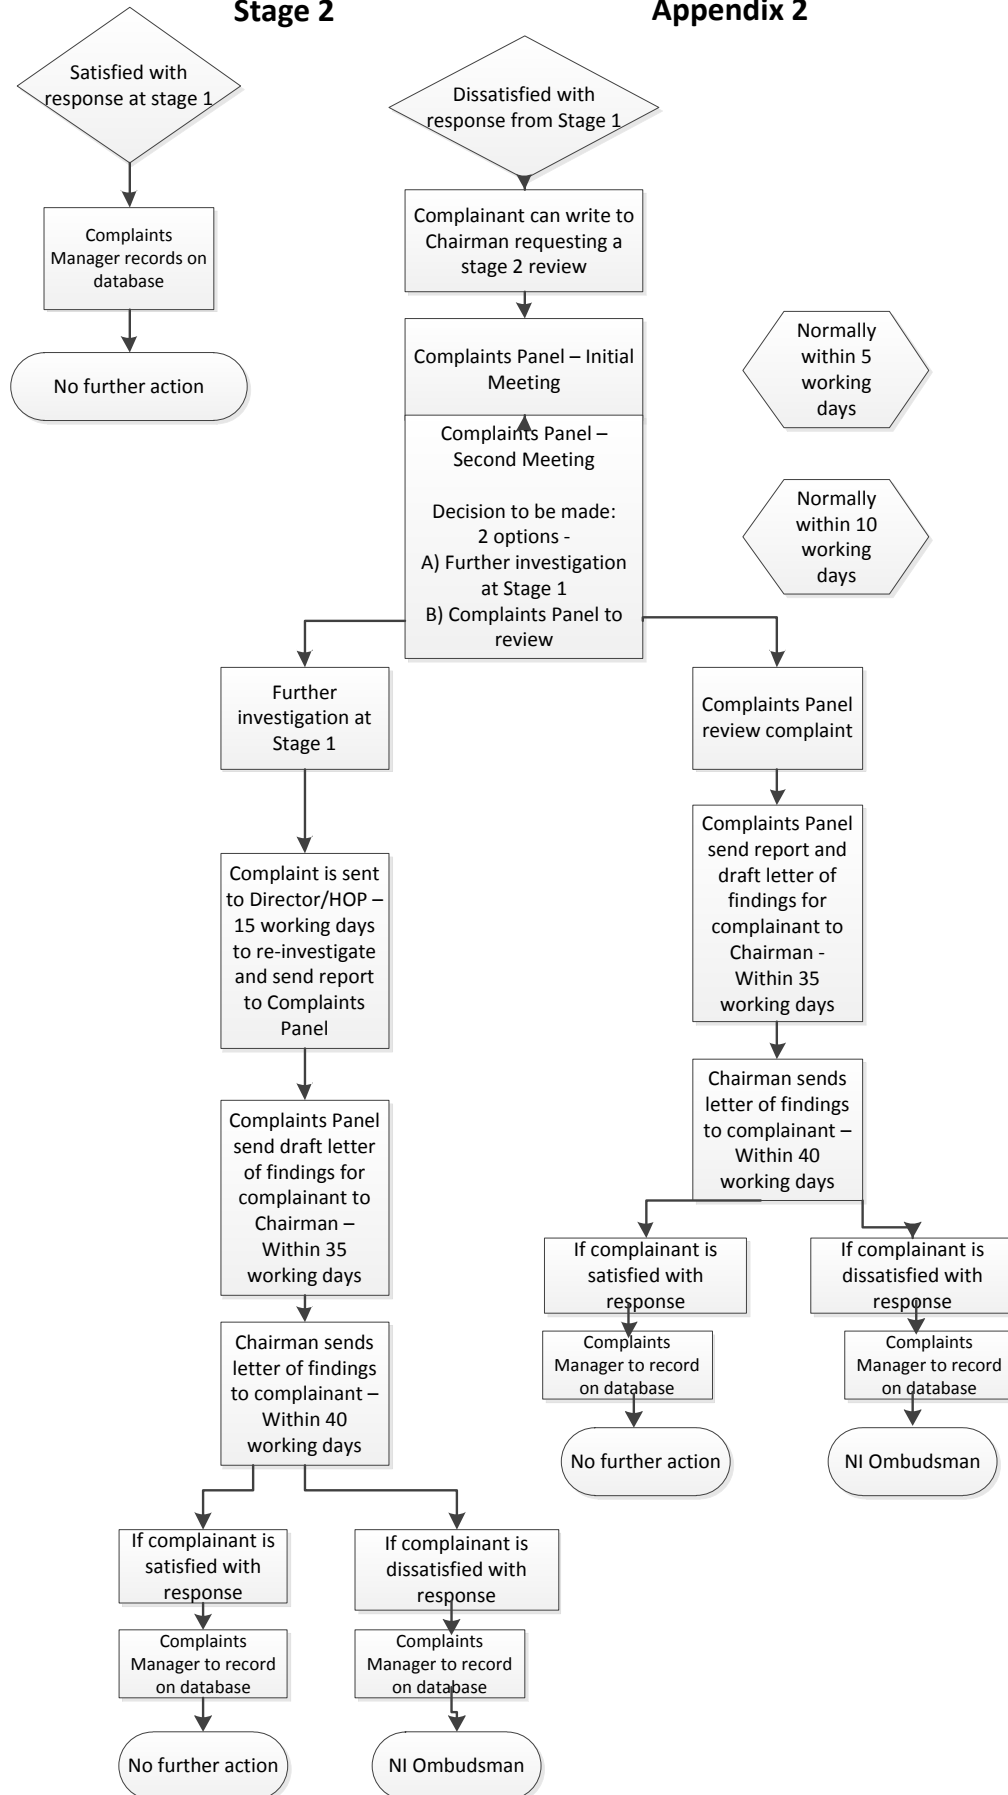 Stage 2
Appendix 2
Satisfied with
response at stage 1
Dissatisfied with
response from Stage 1
Complaints
Manager records on
database
Complainant can write to
Chairman requesting a
stage 2 review
No further action
Complaints Panel – Initial
Meeting
Normally
within 5
working
days
Complaints Panel –
Second Meeting
Decision to be made:
2 options -
A) Further investigation
at Stage 1
B) Complaints Panel to
review
Normally
within 10
working
days
Further
investigation at
Stage 1
Complaint is sent
to Director/HOP –
15 working days
to re-investigate
and send report
to Complaints
Panel
Complaints Panel
send draft letter
of findings for
complainant to
Chairman –
Within 35
working days
Chairman sends
letter of findings
to complainant –
Within 40
working days
If complainant is
satisfied with
response
Complaints
Manager to record
on database
No further action
If complainant is
dissatisfied with
response
Complaints
Manager to record
on database
NI Ombudsman
Complaints Panel
review complaint
Complaints Panel
send report and
draft letter of
findings for
complainant to
Chairman -
Within 35
working days
Chairman sends
letter of findings
to complainant –
Within 40
working days
If complainant is
satisfied with
response
Complaints
Manager to record
on database
No further action
If complainant is
dissatisfied with
response
Complaints
Manager to record
on database
NI Ombudsman